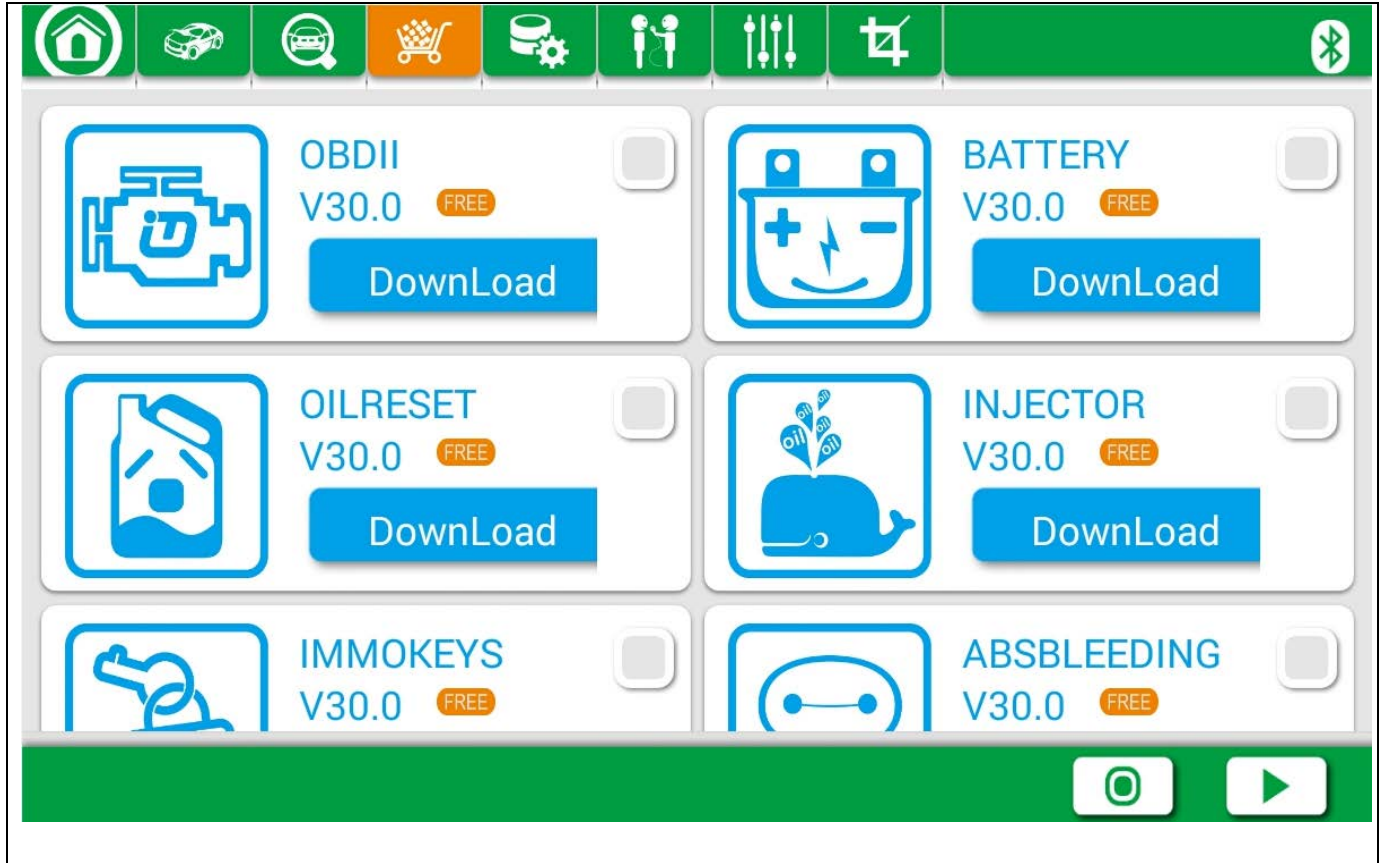 OBDII
V30.0 FREE
DownLoad
BATTERY
V30.0 FREE
DownLoad
OILRESET
V30.0 FREE
DownLoad
oil
oil
oil
oil
INJECTOR
V30.0 FREE
DownLoad
IMMOKEYS
V30.0 FREE
ABSBLEEDING
V30.0 FREE